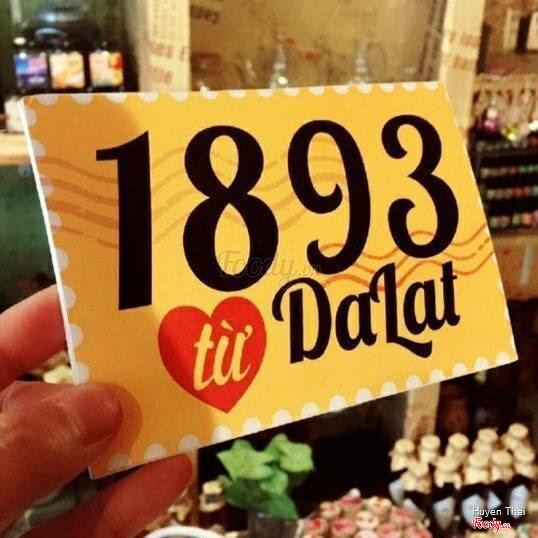 1893
từ
DaLat
Foody.vn
Huyen Thai
Foody.vn